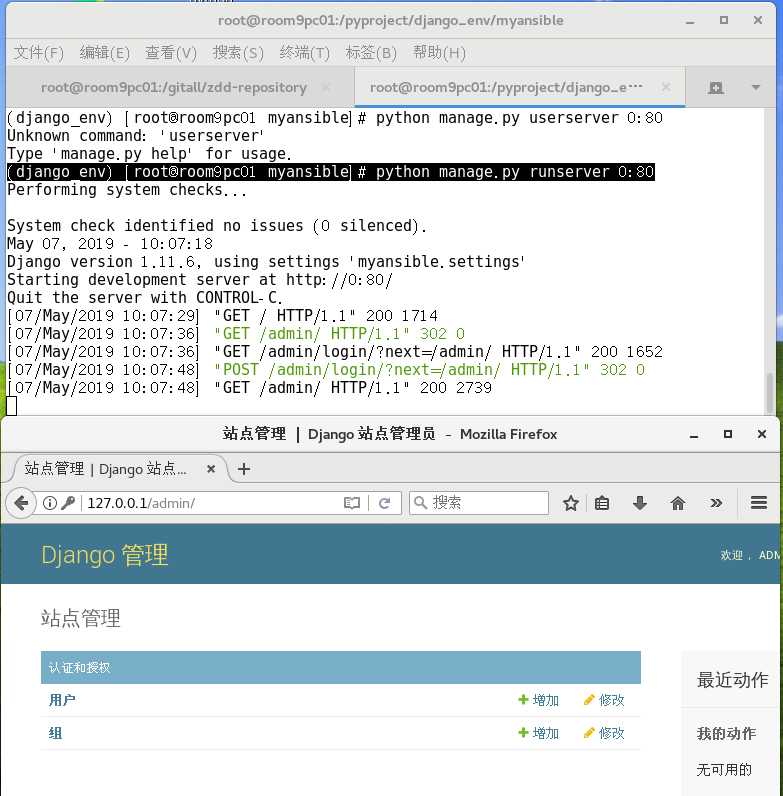 root@room9pc01:/pyproject/django_env/myansible
文件(F) 编辑(E) 查看(V) 搜索(S) 终端(T) 标签(B) 帮助(H)
root@room9pc01:/gitall/zdd-repository
root@room9pc01:/pyproject/django_e···
(django_env) [root@room9pc01 myansible]# python manage.py userserver 0:80
Unknown command: 'userserver'
Type 'manage.py help' for usage.
(django_env) [root@room9pc01 myansible]# python manage.py runserver 0:80
Performing system checks...
System check identified no issues (0 silenced).
May 07, 2019 - 10:07:18
Django version 1.11.6, using settings 'myansible.settings'
Starting development server at http://0:80/
Quit the server with CONTROL-C.
[07/May/2019 10:07:29] "GET / HTTP/1.1" 200 1714
[07/May/2019 10:07:36] "GET /admin/ HTTP/1.1" 302 0
[07/May/2019 10:07:36] "GET /admin/login/?next=/admin/ HTTP/1.1" 200 1652
[07/May/2019 10:07:48] "POST /admin/login/?next=/admin/ HTTP/1.1" 302 0
[07/May/2019 10:07:48] "GET /admin/ HTTP/1.1" 200 2739
站点管理 | Django 站点管理员 - Mozilla Firefox
站点管理 | Django 站点...
127.0.0.1/admin/
搜索
Django 管理
欢迎， ADM
站点管理
认证和授权
用户 增加 修改
组 增加 修改
最近动作
我的动作
无可用的